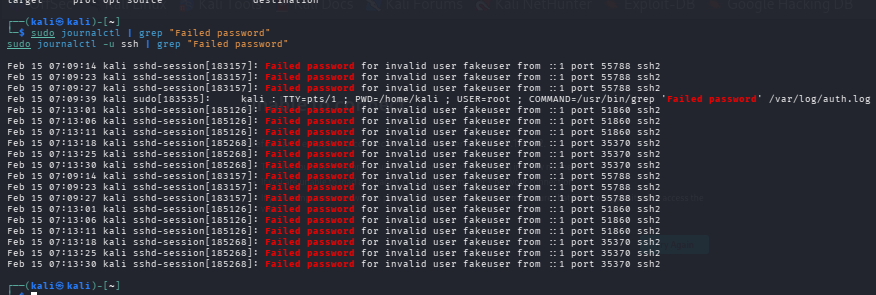 target prot opt source destination
Kali Docs Kali Forums Kali NetHunter Exploit-DB Google Hacking DB
┌──(kali㉿kali)-[~]
└─$ sudo journalctl | grep "Failed password"
sudo journalctl -u ssh | grep "Failed password"
Feb 15 07:09:14 kali sshd-session[183157]: Failed password for invalid user fakeuser from ::1 port 55788 ssh2
Feb 15 07:09:23 kali sshd-session[183157]: Failed password for invalid user fakeuser from ::1 port 55788 ssh2
Feb 15 07:09:27 kali sshd-session[183157]: Failed password for invalid user fakeuser from ::1 port 55788 ssh2
Feb 15 07:09:39 kali sudo[183535]: kali : TTY=pts/1 ; PWD=/home/kali ; USER=root ; COMMAND=/usr/bin/grep 'Failed password' /var/log/auth.log
Feb 15 07:13:01 kali sshd-session[185126]: Failed password for invalid user fakeuser from ::1 port 51860 ssh2
Feb 15 07:13:06 kali sshd-session[185126]: Failed password for invalid user fakeuser from ::1 port 51860 ssh2
Feb 15 07:13:11 kali sshd-session[185126]: Failed password for invalid user fakeuser from ::1 port 51860 ssh2
Feb 15 07:13:18 kali sshd-session[185268]: Failed password for invalid user fakeuser from ::1 port 35370 ssh2
Feb 15 07:13:25 kali sshd-session[185268]: Failed password for invalid user fakeuser from ::1 port 35370 ssh2
Feb 15 07:13:30 kali sshd-session[185268]: Failed password for invalid user fakeuser from ::1 port 35370 ssh2
Feb 15 07:09:14 kali sshd-session[183157]: Failed password for invalid user fakeuser from ::1 port 55788 ssh2
Feb 15 07:09:23 kali sshd-session[183157]: Failed password for invalid user fakeuser from ::1 port 55788 ssh2
Feb 15 07:09:27 kali sshd-session[183157]: Failed password for invalid user fakeuser from ::1 port 55788 ssh2
Feb 15 07:13:01 kali sshd-session[185126]: Failed password for invalid user fakeuser from ::1 port 51860 ssh2
Feb 15 07:13:06 kali sshd-session[185126]: Failed password for invalid user fakeuser from ::1 port 51860 ssh2
Feb 15 07:13:11 kali sshd-session[185126]: Failed password for invalid user fakeuser from ::1 port 51860 ssh2
Feb 15 07:13:18 kali sshd-session[185268]: Failed password for invalid user fakeuser from ::1 port 35370 ssh2
Feb 15 07:13:25 kali sshd-session[185268]: Failed password for invalid user fakeuser from ::1 port 35370 ssh2
Feb 15 07:13:30 kali sshd-session[185268]: Failed password for invalid user fakeuser from ::1 port 35370 ssh2
┌──(kali㉿kali)-[~]
└─$